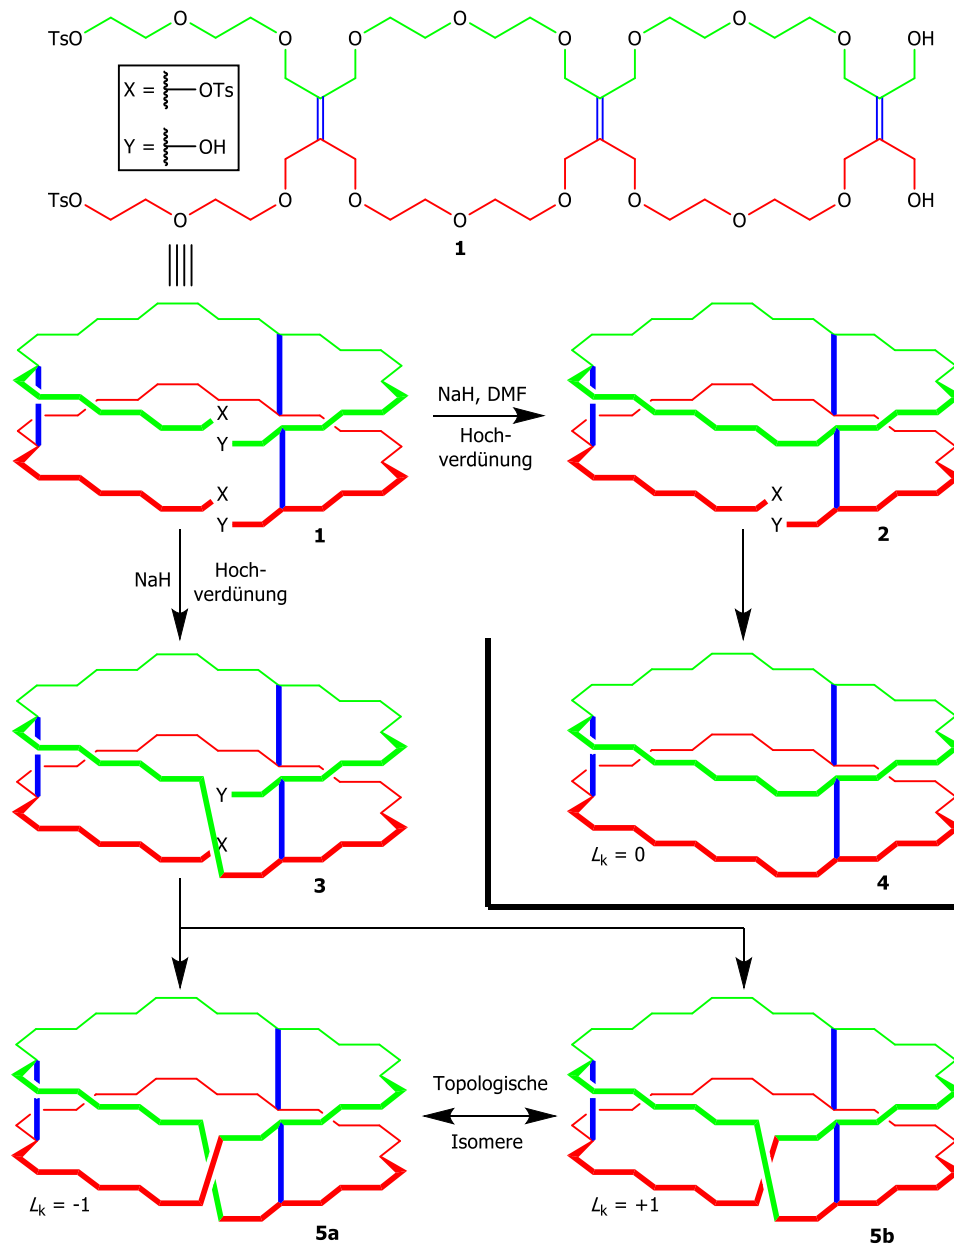 O O O O O OH
TsO O O O O O
X = OTs
Y = OH
TsO O O O O O OH
O O O
1
X
Y
X
Y
1
NaH, DMF
Hoch-
verdünung
X
Y
2
NaH
Hoch-
verdünung
Y
X
3
Lk = 0
4
Lk = -1
5a
Topologische
Isomere
Lk = +1
5b